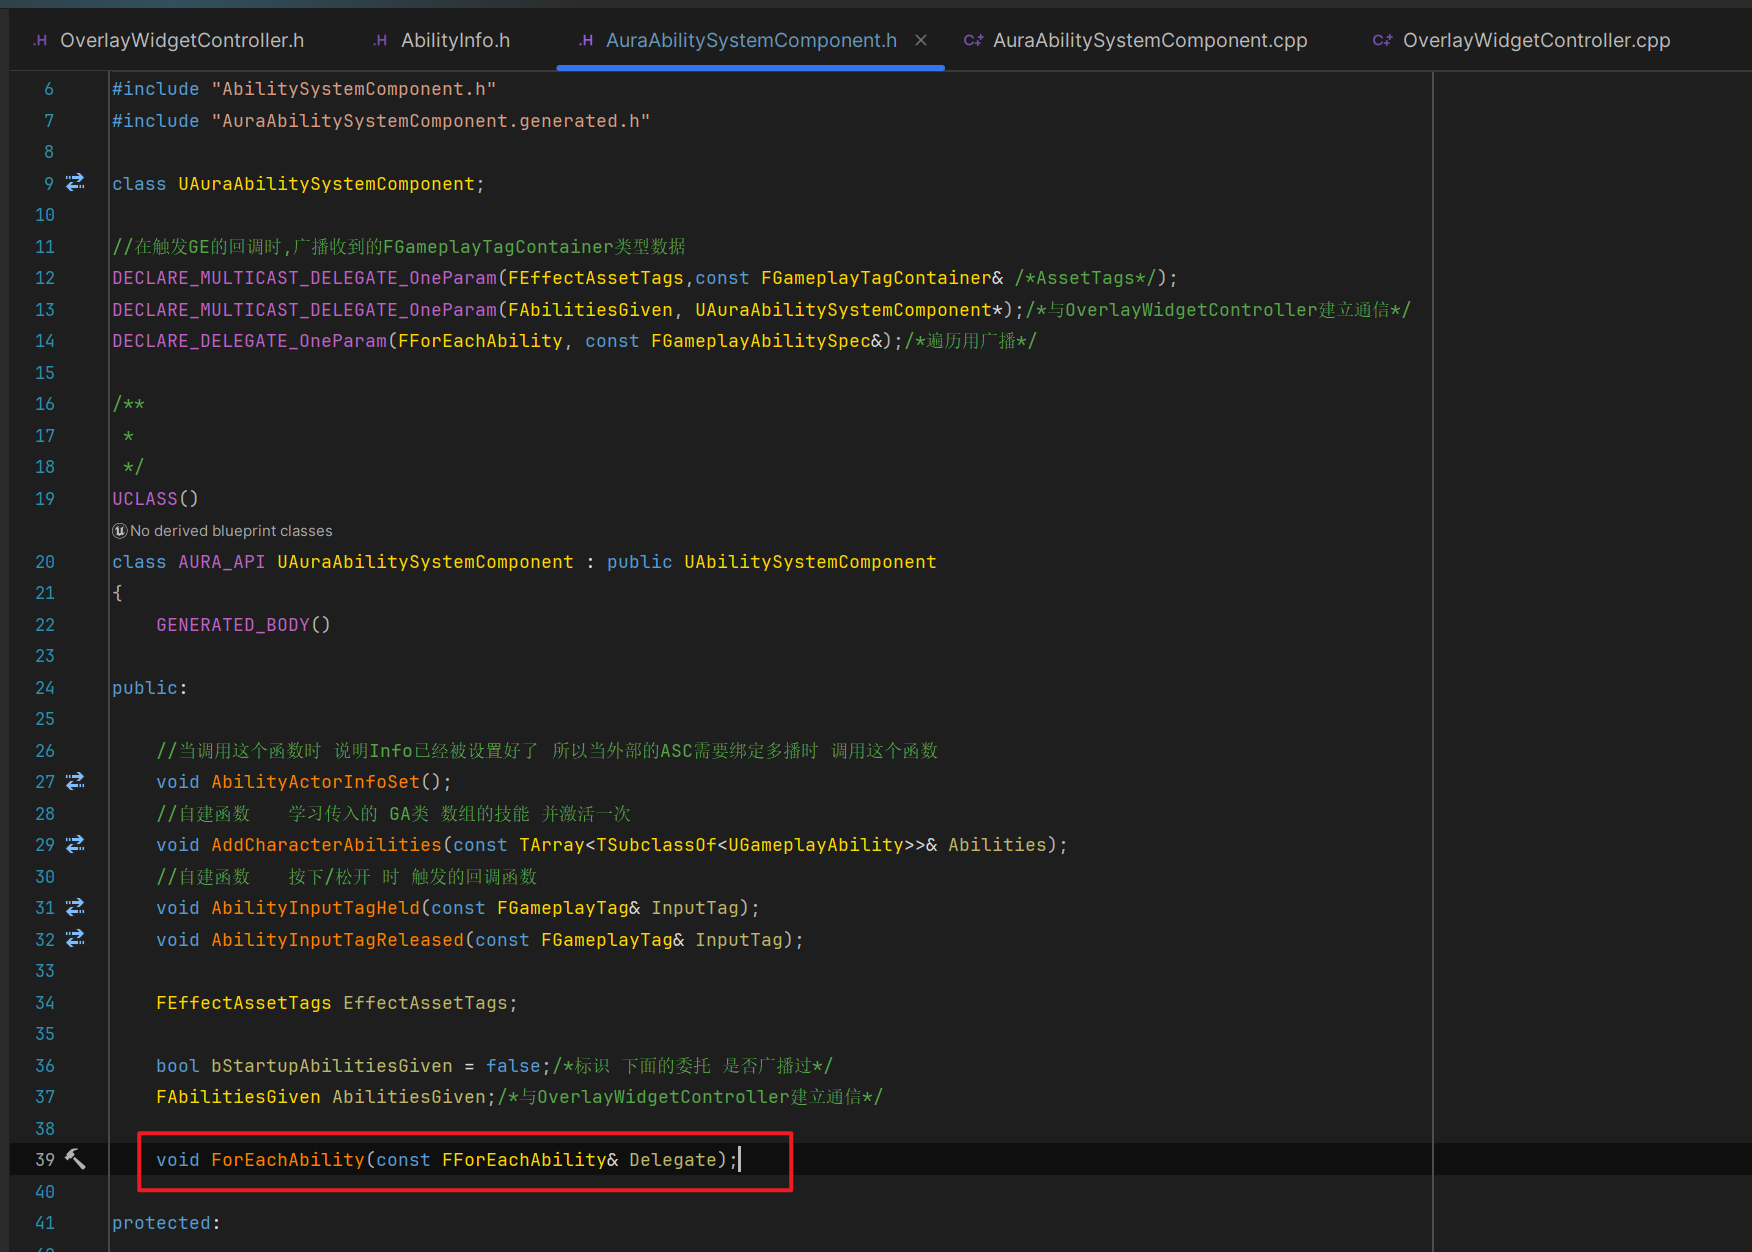 OverlayWidgetController.h
AbilityInfo.h
AuraAbilitySystemComponent.h
AuraAbilitySystemComponent.cpp
OverlayWidgetController.cpp
6 #include "AbilitySystemComponent.h"
7 #include "AuraAbilitySystemComponent.generated.h"
8
9 class UAuraAbilitySystemComponent;
10
11 //在触发GE的回调时,广播收到的FGameplayTagContainer类型数据
12 DECLARE_MULTICAST_DELEGATE_OneParam(FEffectAssetTags,const FGameplayTagContainer& /*AssetTags*/);
13 DECLARE_MULTICAST_DELEGATE_OneParam(FAbilitiesGiven, UAuraAbilitySystemComponent*);/*与OverlayWidgetController建立通信*/
14 DECLARE_DELEGATE_OneParam(FForEachAbility, const FGameplayAbilitySpec&);/*遍历用广播*/
15
16 /**
17 *
18 */
19 UCLASS()
No derived blueprint classes
20 class AURA_API UAuraAbilitySystemComponent : public UAbilitySystemComponent
21 {
22 GENERATED_BODY()
23
24 public:
25
26 //当调用这个函数时 说明Info已经被设置好了 所以当外部的ASC需要绑定多播时 调用这个函数
27 void AbilityActorInfoSet();
28 //自建函数 学习传入的 GA类 数组的技能 并激活一次
29 void AddCharacterAbilities(const TArray<TSubclassOf<UGameplayAbility>>& Abilities);
30 //自建函数 按下/松开 时 触发的回调函数
31 void AbilityInputTagHeld(const FGameplayTag& InputTag);
32 void AbilityInputTagReleased(const FGameplayTag& InputTag);
33
34 FEffectAssetTags EffectAssetTags;
35
36 bool bStartupAbilitiesGiven = false;/*标识 下面的委托 是否广播过*/
37 FAbilitiesGiven AbilitiesGiven;/*与OverlayWidgetController建立通信*/
38
39 void ForEachAbility(const FForEachAbility& Delegate);
40
41 protected: